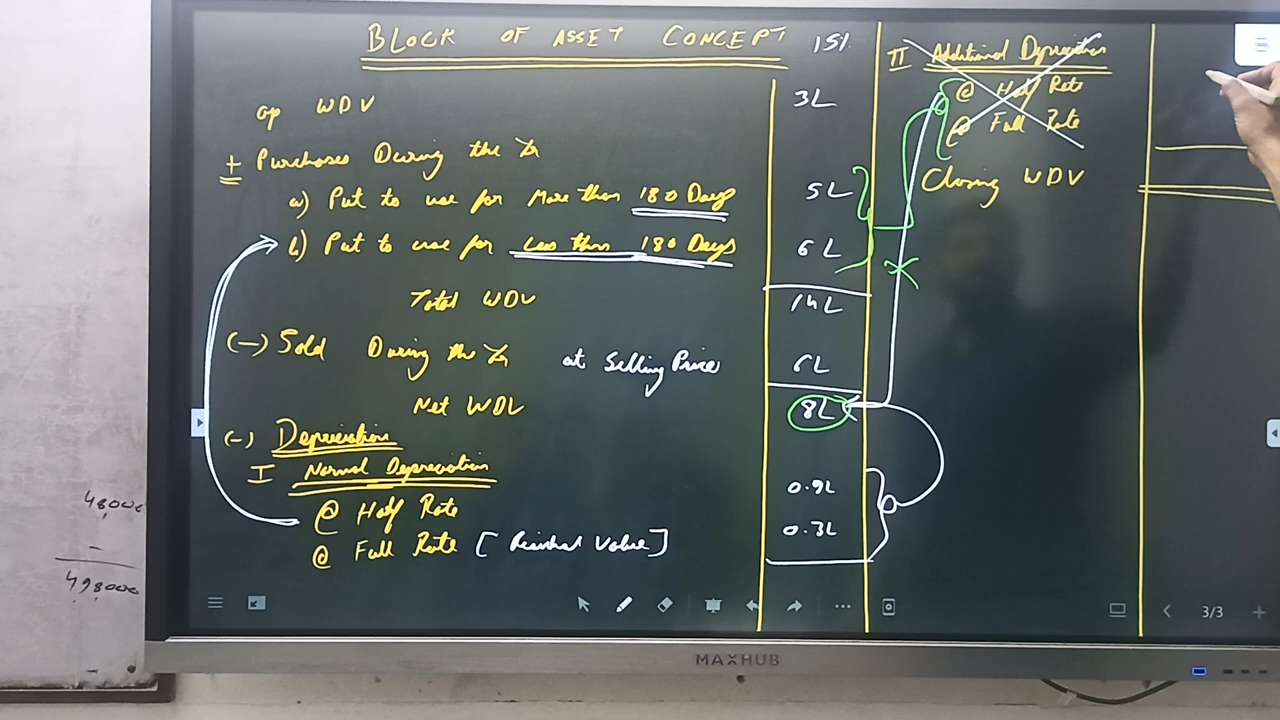 BLOCK OF ASSET CONCEPT 15%
op WDV 3L
+ Purchases During the Yr
a) Put to use for More than 180 Days 5L
b) Put to use for Less than 180 Days 6L
Total WDV 14L
(-) Sold During the Yr at Selling Price 6L
Net WDV 8L
(-) Depreciation
I Normal Depreciation
@ Half Rate 0.9L
@ Full Rate [Residual Value] 0.3L
II Additional Depreciation
@ Half Rate
@ Full Rate
Closing WDV
48000
-
498000
3/3
MAXHUB